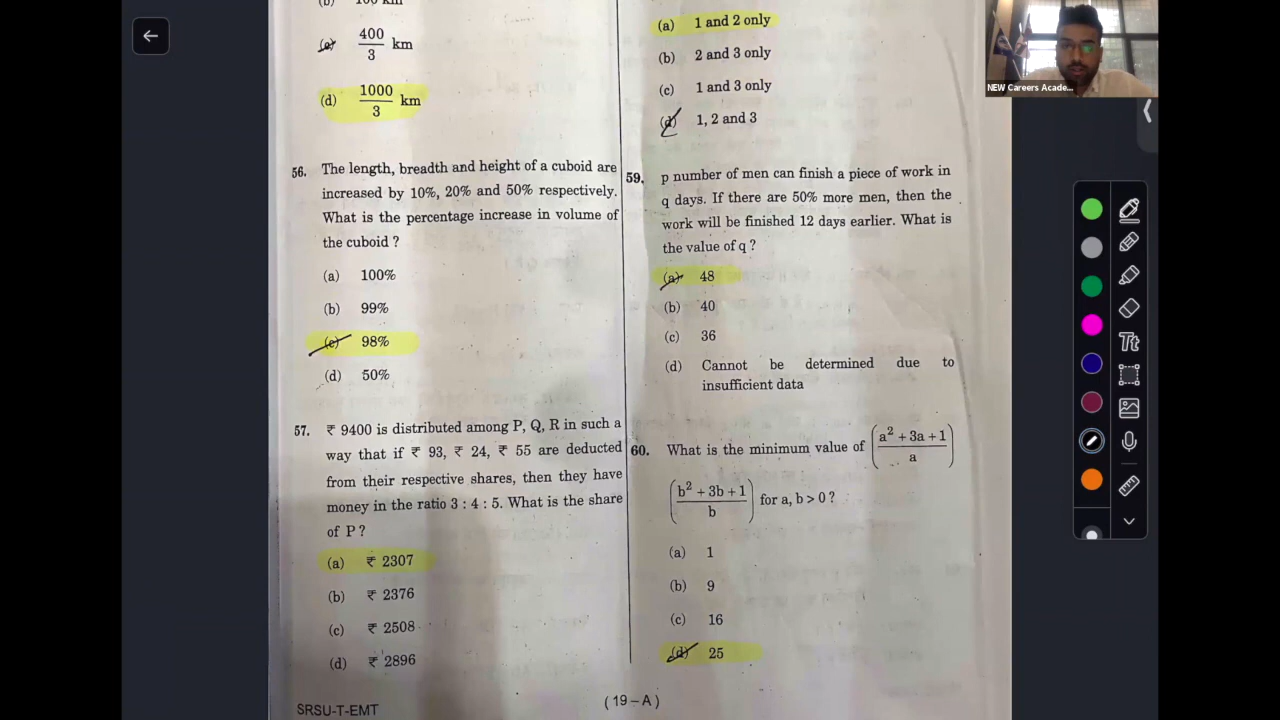 (b) 100 km
(c) 400/3 km
(d) 1000/3 km
56. The length, breadth and height of a cuboid are
increased by 10%, 20% and 50% respectively.
What is the percentage increase in volume of
the cuboid ?
(a) 100%
(b) 99%
(c) 98%
(d) 50%
57. ₹ 9400 is distributed among P, Q, R in such a
way that if ₹ 93, ₹ 24, ₹ 55 are deducted
from their respective shares, then they have
money in the ratio 3 : 4 : 5. What is the share
of P ?
(a) ₹ 2307
(b) ₹ 2376
(c) ₹ 2508
(d) ₹ 2896
SRSU-T-EMT
(a) 1 and 2 only
(b) 2 and 3 only
(c) 1 and 3 only
(d) 1, 2 and 3
59. p number of men can finish a piece of work in
q days. If there are 50% more men, then the
work will be finished 12 days earlier. What is
the value of q ?
(a) 48
(b) 40
(c) 36
(d) Cannot be determined due to
insufficient data
60. What is the minimum value of (a² + 3a + 1 / a)
(b² + 3b + 1 / b) for a, b > 0 ?
(a) 1
(b) 9
(c) 16
(d) 25
( 19 – A )
NEW Careers Acade...
Tt